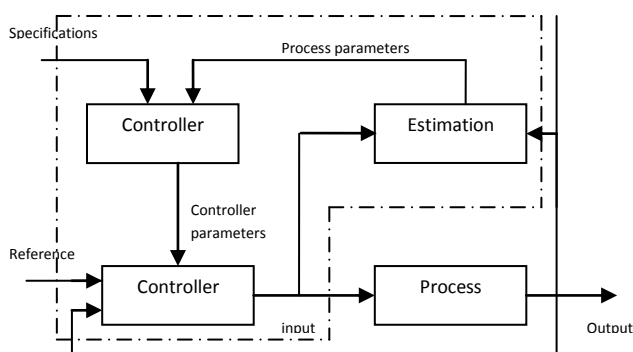 Specifications
Process parameters
Controller
Estimation
Controller
parameters
Reference
Controller
Process
input
Output